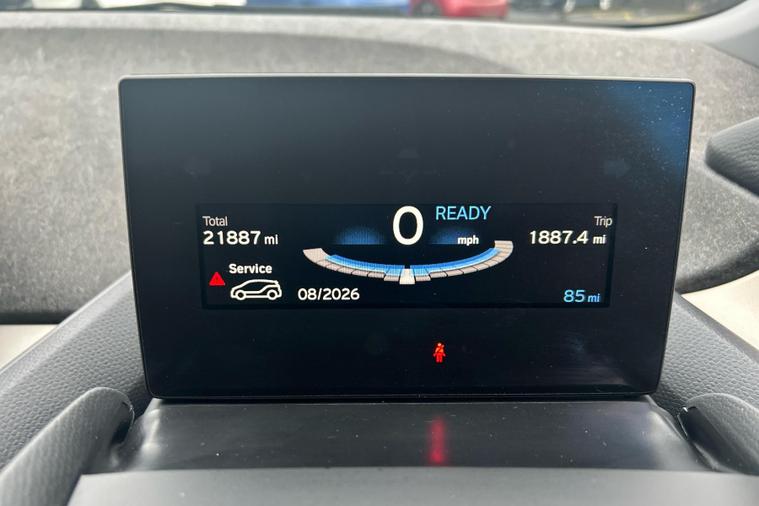 0 READY
mph
Total
21887 mi
Trip
1887.4 mi
Service
08/2026
85 mi